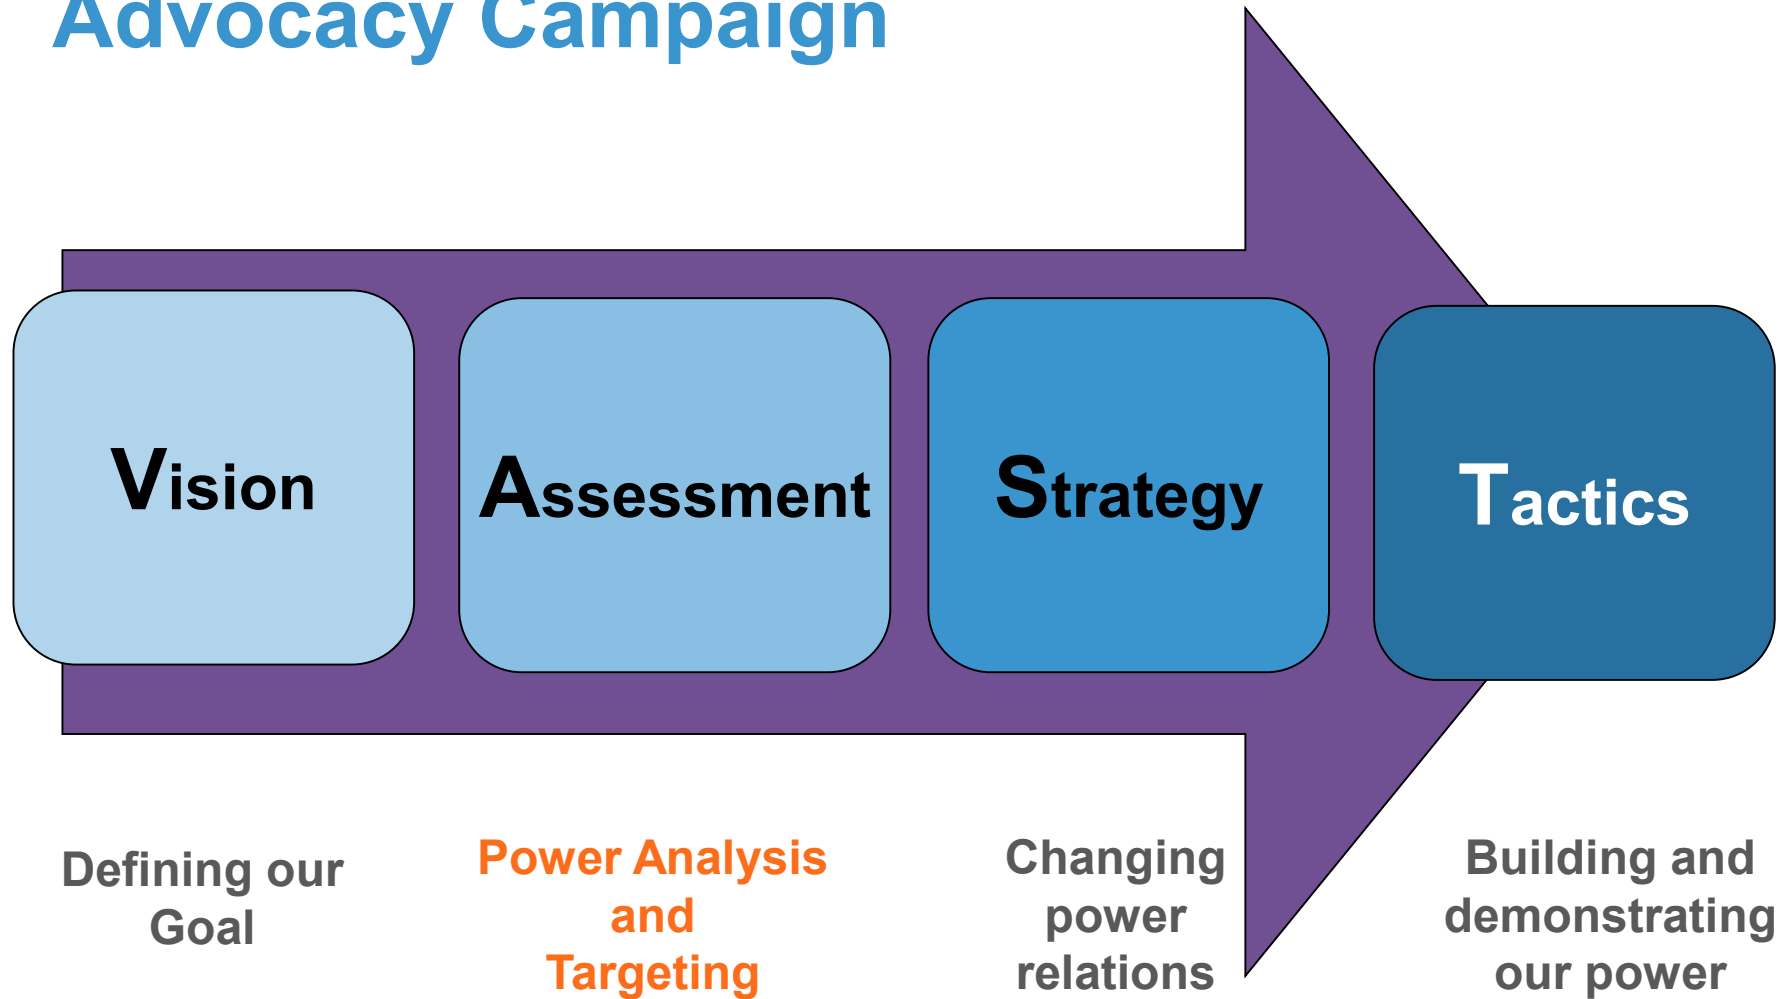 Advocacy Campaign
Vision
Assessment
Strategy
Tactics
Defining our
Goal
Power Analysis
and
Targeting
Changing
power
relations
Building and
demonstrating
our power